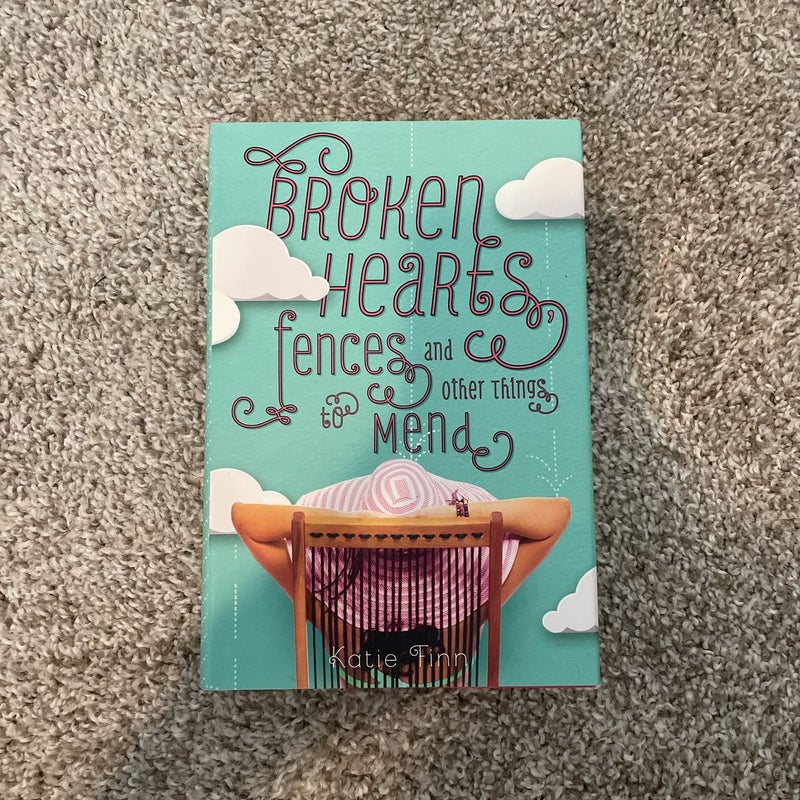 BROKEN
HEARTS,
fences and
other things
to
mend
Katie Finn